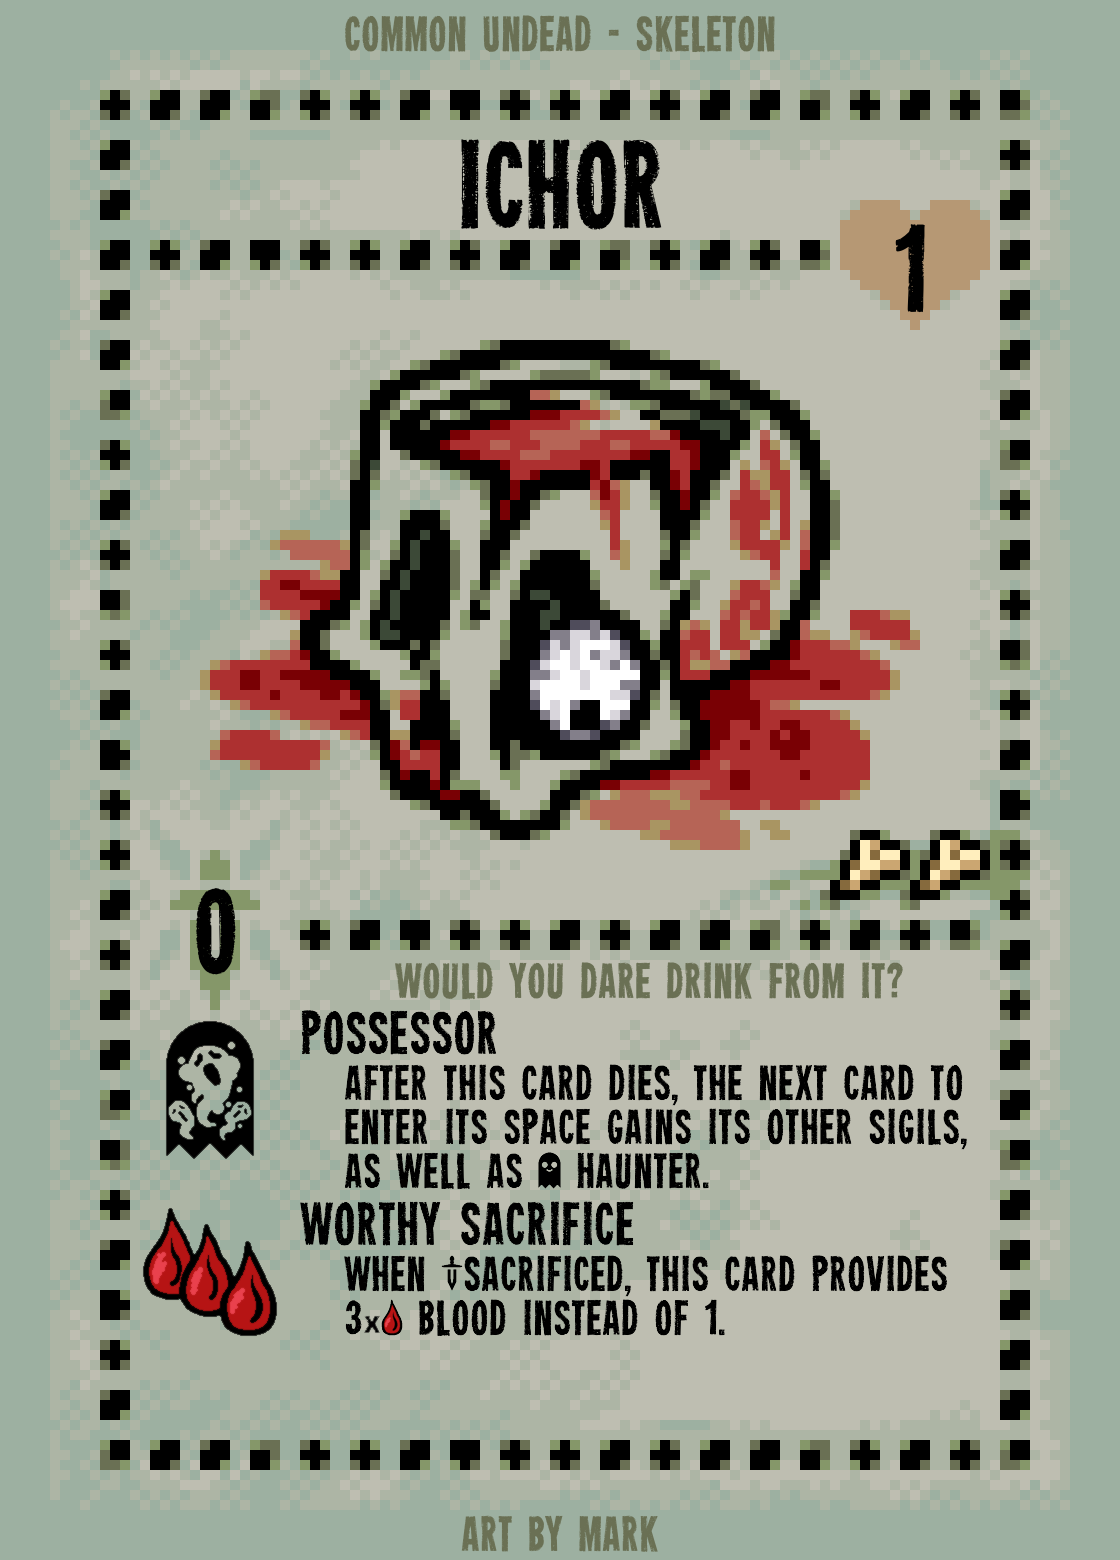 COMMON UNDEAD - SKELETON
ICHOR
1
0
WOULD YOU DARE DRINK FROM IT?
POSSESSOR
AFTER THIS CARD DIES, THE NEXT CARD TO
ENTER ITS SPACE GAINS ITS OTHER SIGILS,
AS WELL AS HAUNTER.
WORTHY SACRIFICE
WHEN SACRIFICED, THIS CARD PROVIDES
3x BLOOD INSTEAD OF 1.
ART BY MARK